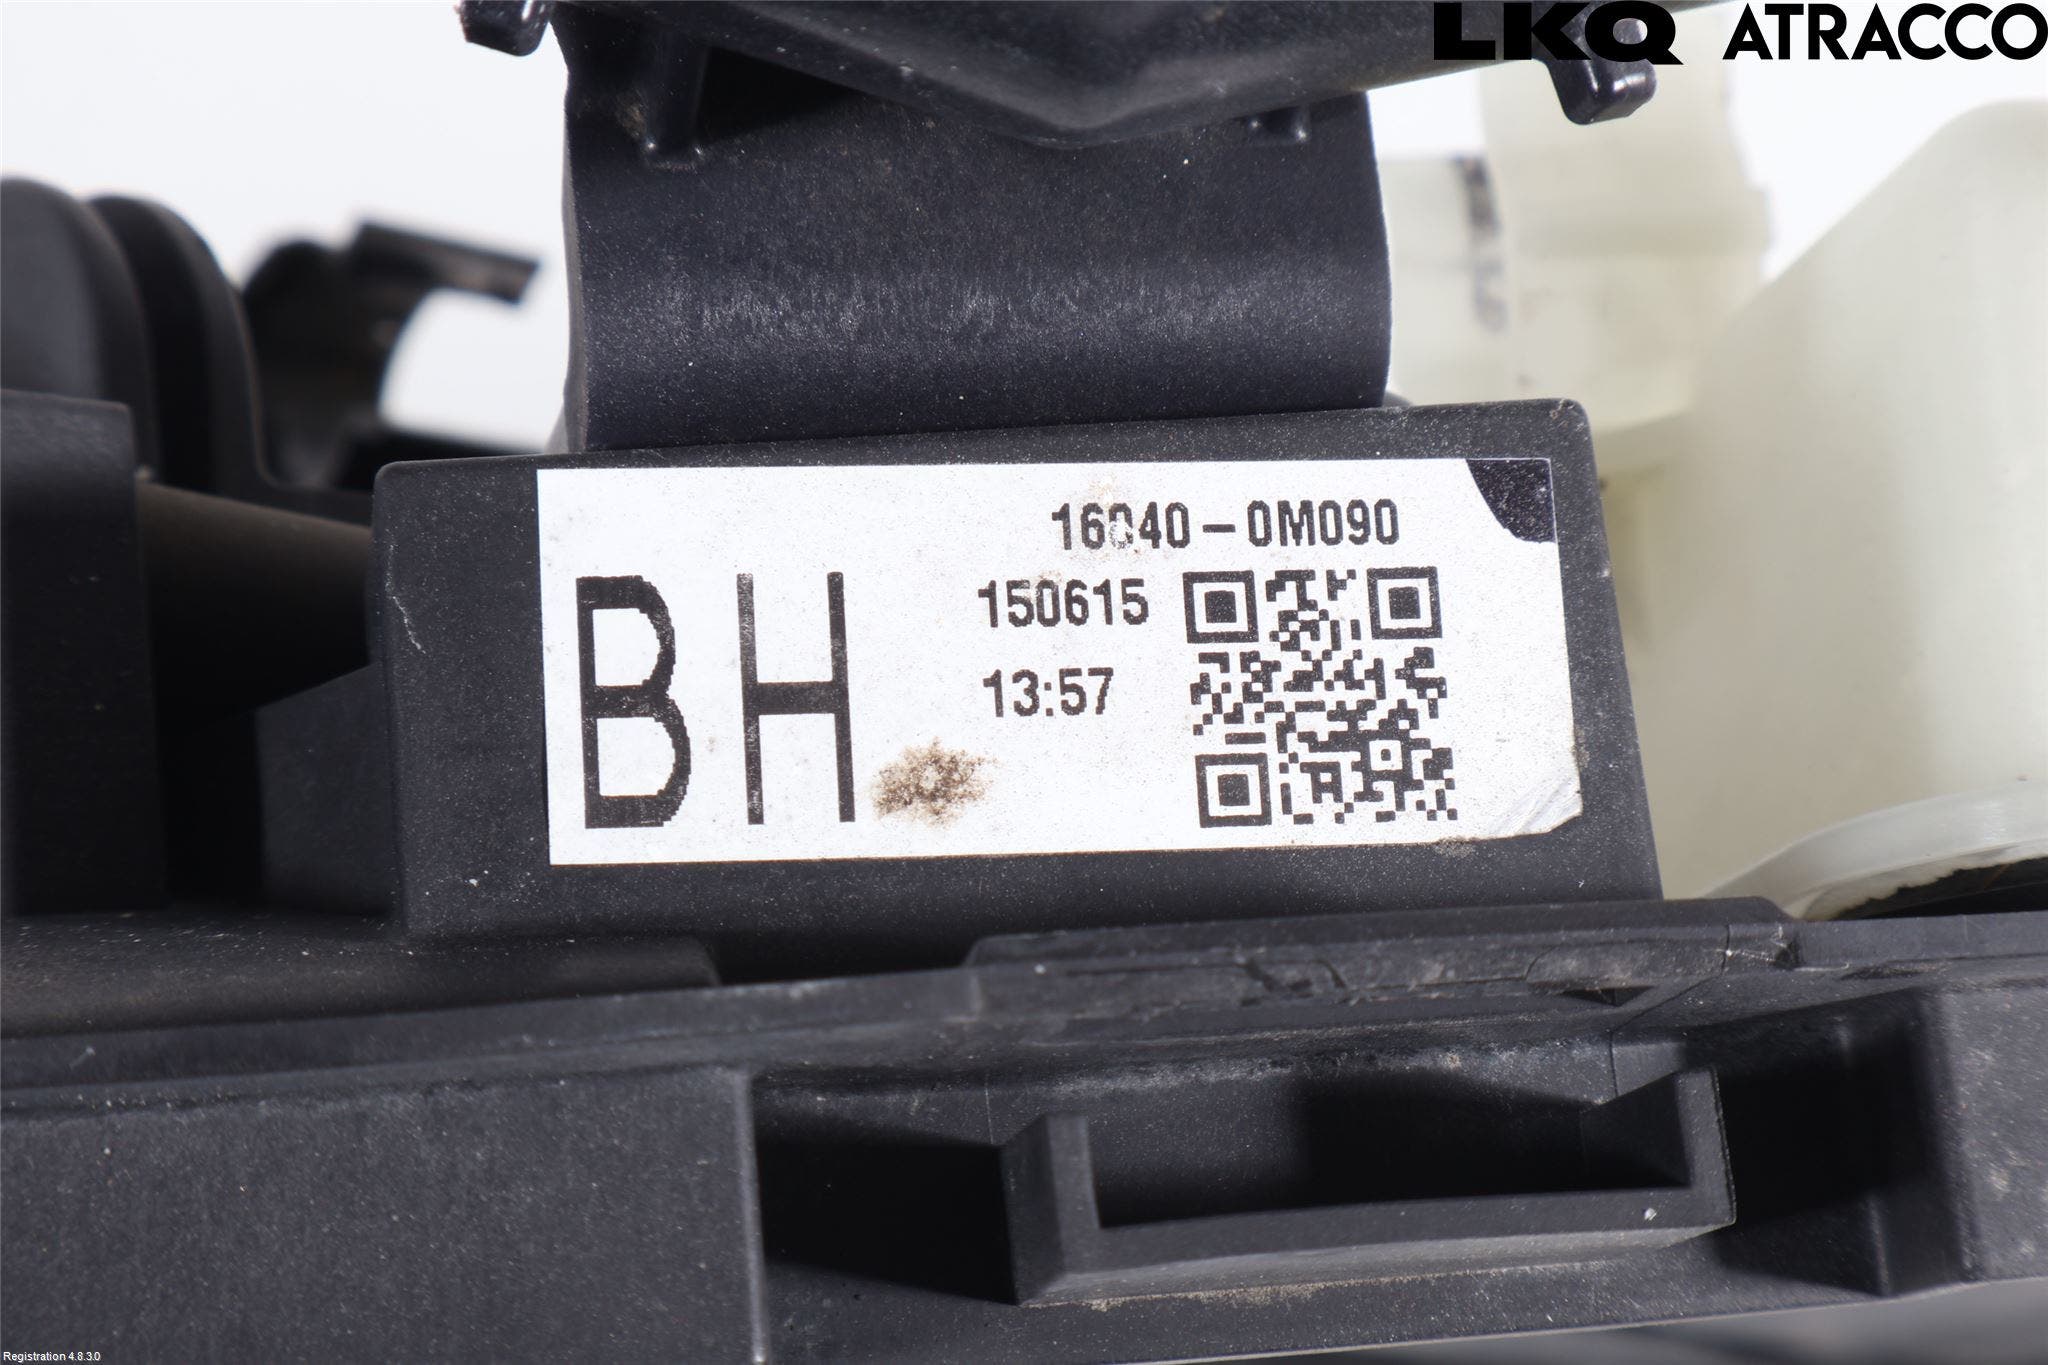 LKQ ATRACCO
16040-0M090
BH
150615
13:57
Registration 4.8.3.0